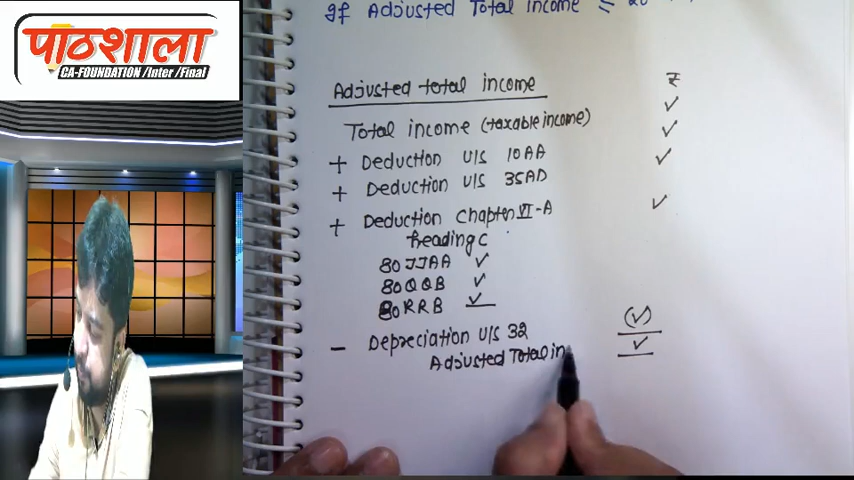 पाठशाला
CA-FOUNDATION /Inter /Final
If Adjusted Total Income ≤ 20
Adjusted total income ₹
Total income (taxable income) ✓
+ Deduction U/S 10AA ✓
+ Deduction U/S 35AD ✓
+ Deduction Chapter VI-A ✓
heading C
80JJAA ✓
80QQB ✓
80RRB ✓
- Depreciation U/S 32 (✓)
Adjusted Total in ✓